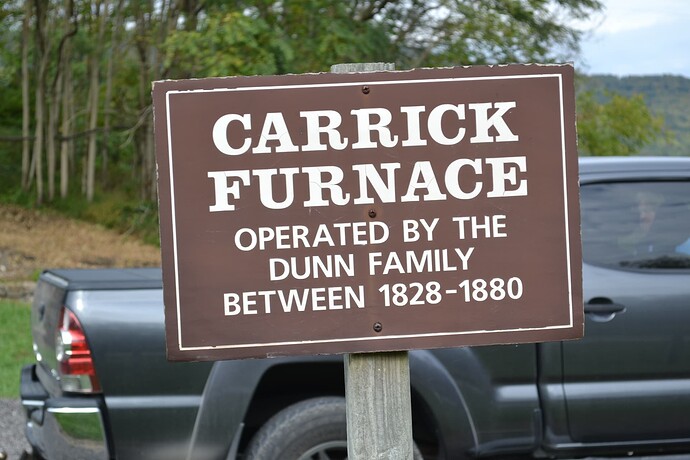 CARRICK
FURNACE
OPERATED BY THE
DUNN FAMILY
BETWEEN 1828-1880